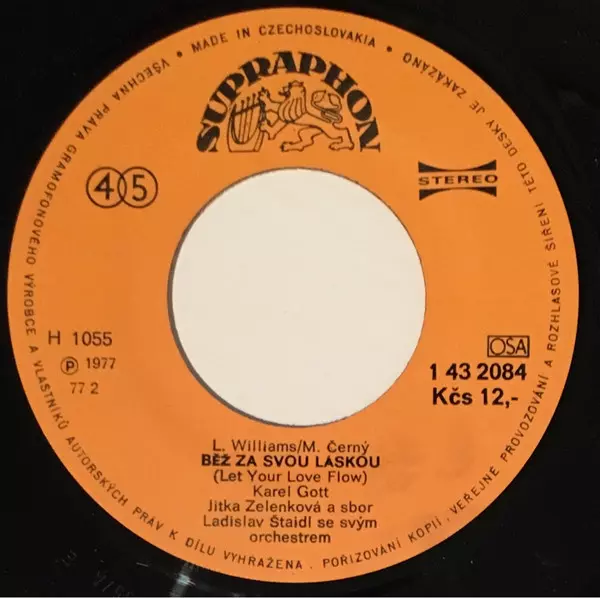 VŠECHNA PRÁVA GRAMOFONOVÉHO VÝROBCE A VLASTNÍKŮ AUTORSKÝCH PRÁV K DÍLU VYHRAŽENA. POŘIZOVÁNÍ KOPIÍ, VEŘEJNÉ PROVOZOVÁNÍ A ROZHLASOVÉ ŠÍŘENÍ TÉTO DESKY JE ZAKÁZÁNO
• MADE IN CZECHOSLOVAKIA •
SUPRAPHON
45
STEREO
H 1055
℗ 1977
77 2
OSA
1 43 2084
Kčs 12,-
L. Williams/M. Černý
BĚŽ ZA SVOU LÁSKOU
(Let Your Love Flow)
Karel Gott
Jitka Zelenková a sbor
Ladislav Štaidl se svým
orchestrem